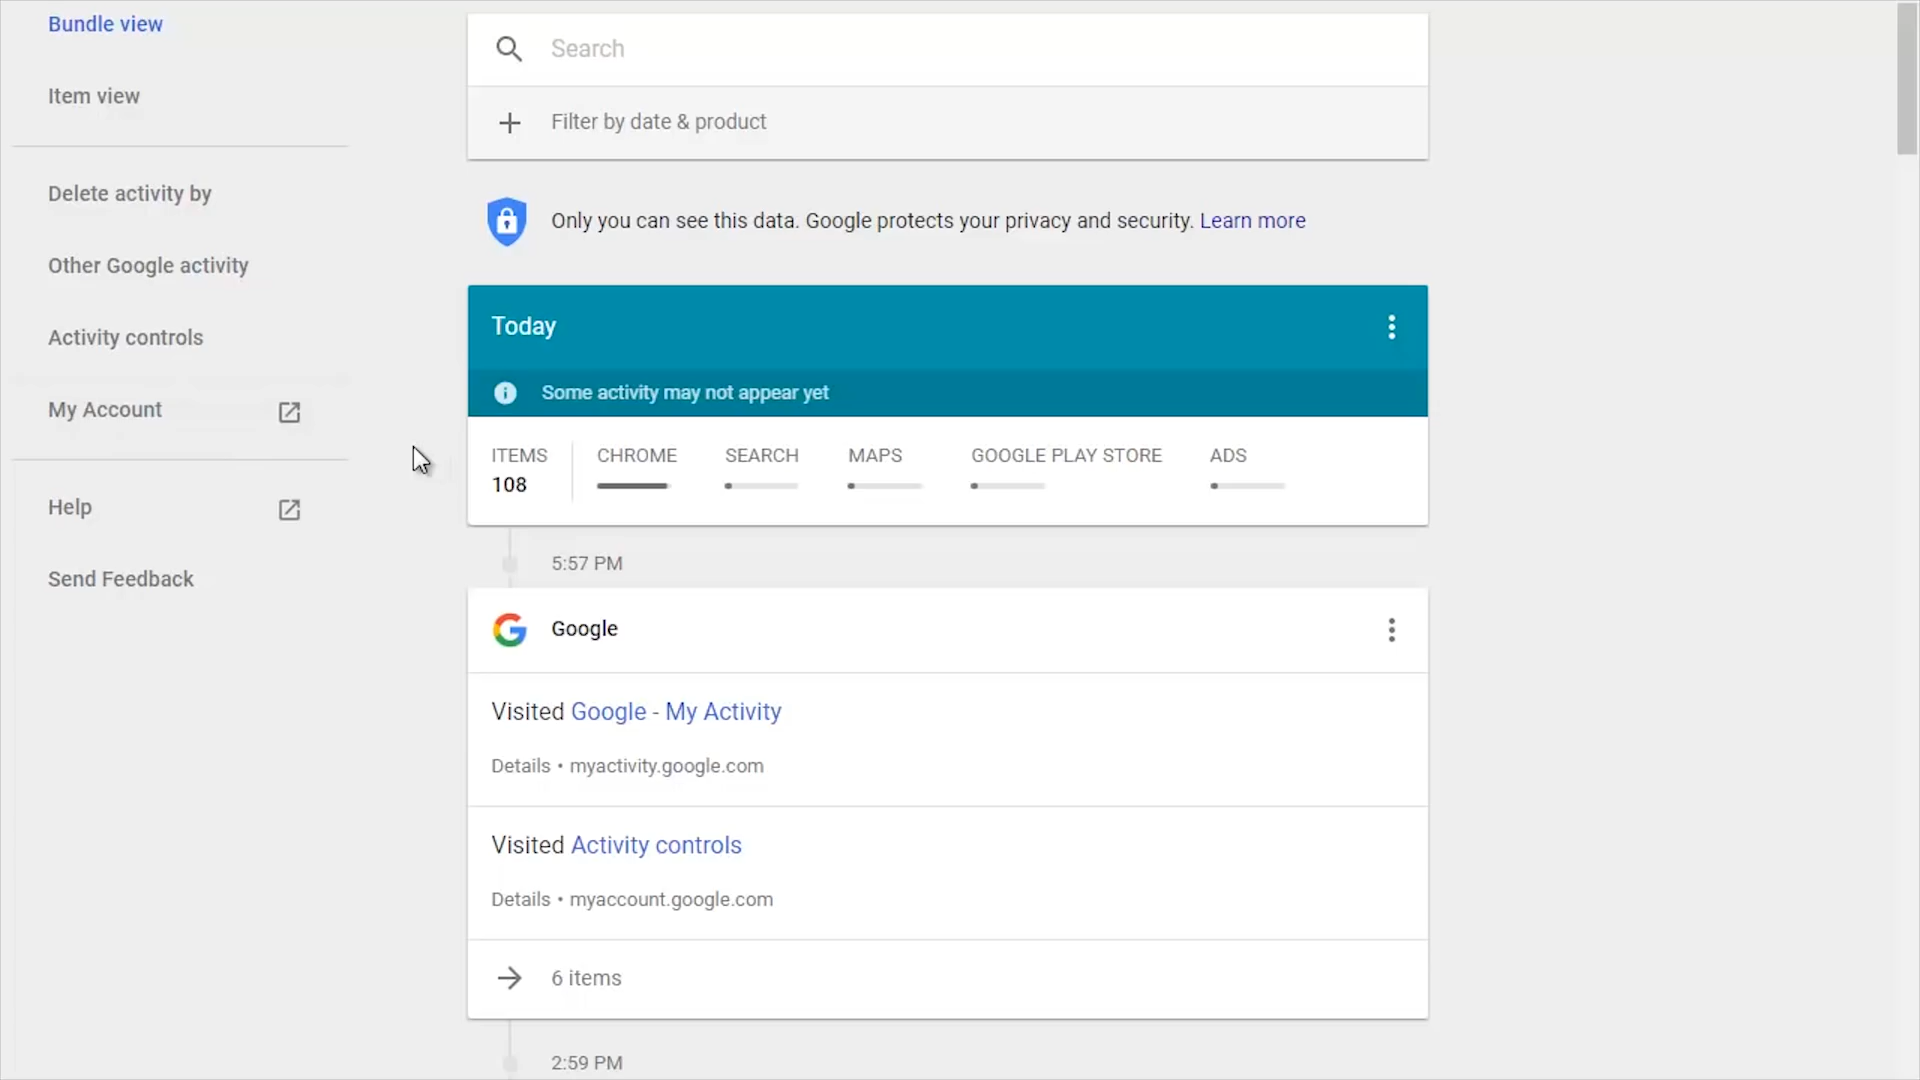 Bundle view
Item view
Delete activity by
Other Google activity
Activity controls
My Account
Help
Send Feedback
Search
Filter by date & product
Only you can see this data. Google protects your privacy and security. Learn more
Today
Some activity may not appear yet
ITEMS CHROME SEARCH MAPS GOOGLE PLAY STORE ADS
108
5:57 PM
Google
Visited Google - My Activity
Details • myactivity.google.com
Visited Activity controls
Details • myaccount.google.com
6 items
2:59 PM